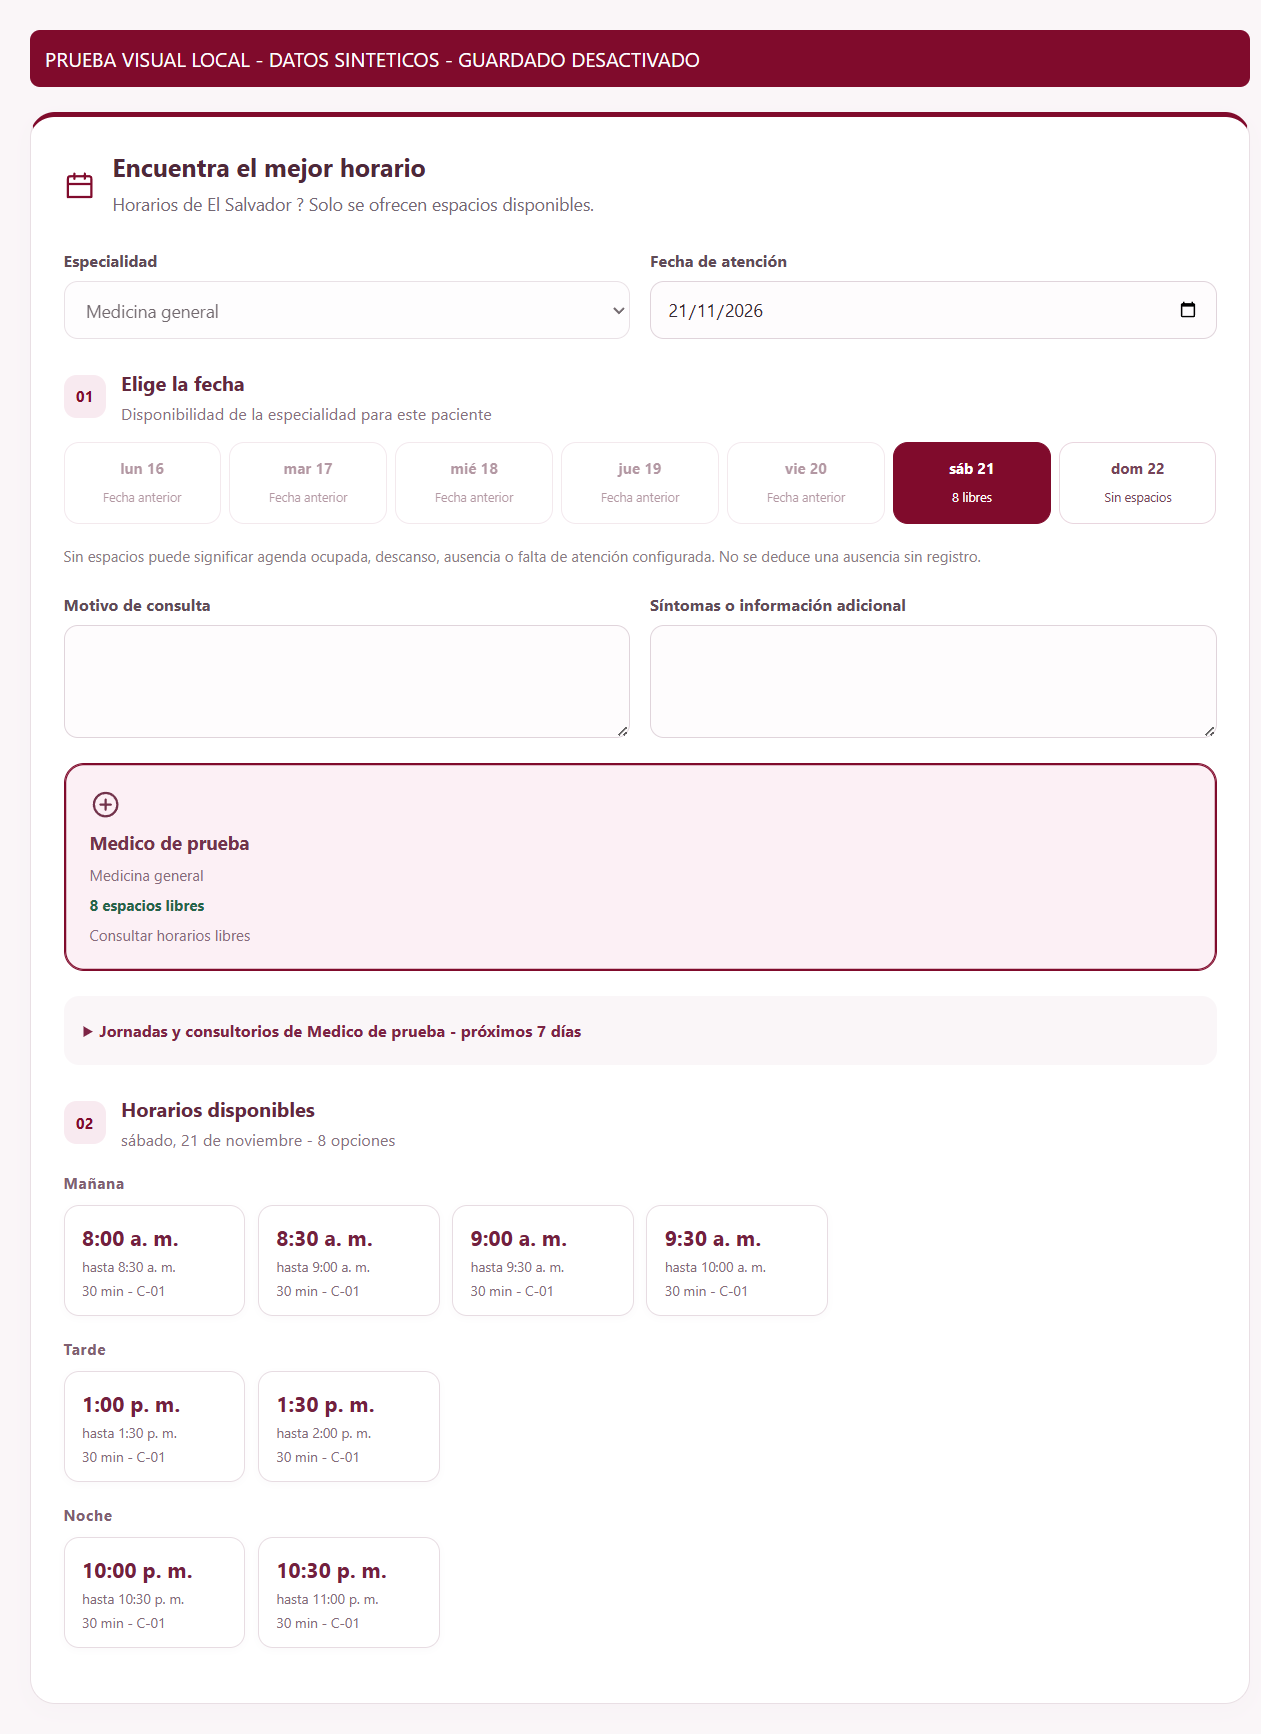 PRUEBA VISUAL LOCAL - DATOS SINTETICOS - GUARDADO DESACTIVADO
Encuentra el mejor horario
Horarios de El Salvador ? Solo se ofrecen espacios disponibles.
Especialidad
Fecha de atención
Medicina general
21/11/2026
01
Elige la fecha
Disponibilidad de la especialidad para este paciente
lun 16
Fecha anterior
mar 17
Fecha anterior
mié 18
Fecha anterior
jue 19
Fecha anterior
vie 20
Fecha anterior
sáb 21
8 libres
dom 22
Sin espacios
Sin espacios puede significar agenda ocupada, descanso, ausencia o falta de atención configurada. No se deduce una ausencia sin registro.
Motivo de consulta
Síntomas o información adicional
Medico de prueba
Medicina general
8 espacios libres
Consultar horarios libres
Jornadas y consultorios de Medico de prueba - próximos 7 días
02
Horarios disponibles
sábado, 21 de noviembre - 8 opciones
Mañana
8:00 a. m.
hasta 8:30 a. m.
30 min - C-01
8:30 a. m.
hasta 9:00 a. m.
30 min - C-01
9:00 a. m.
hasta 9:30 a. m.
30 min - C-01
9:30 a. m.
hasta 10:00 a. m.
30 min - C-01
Tarde
1:00 p. m.
hasta 1:30 p. m.
30 min - C-01
1:30 p. m.
hasta 2:00 p. m.
30 min - C-01
Noche
10:00 p. m.
hasta 10:30 p. m.
30 min - C-01
10:30 p. m.
hasta 11:00 p. m.
30 min - C-01